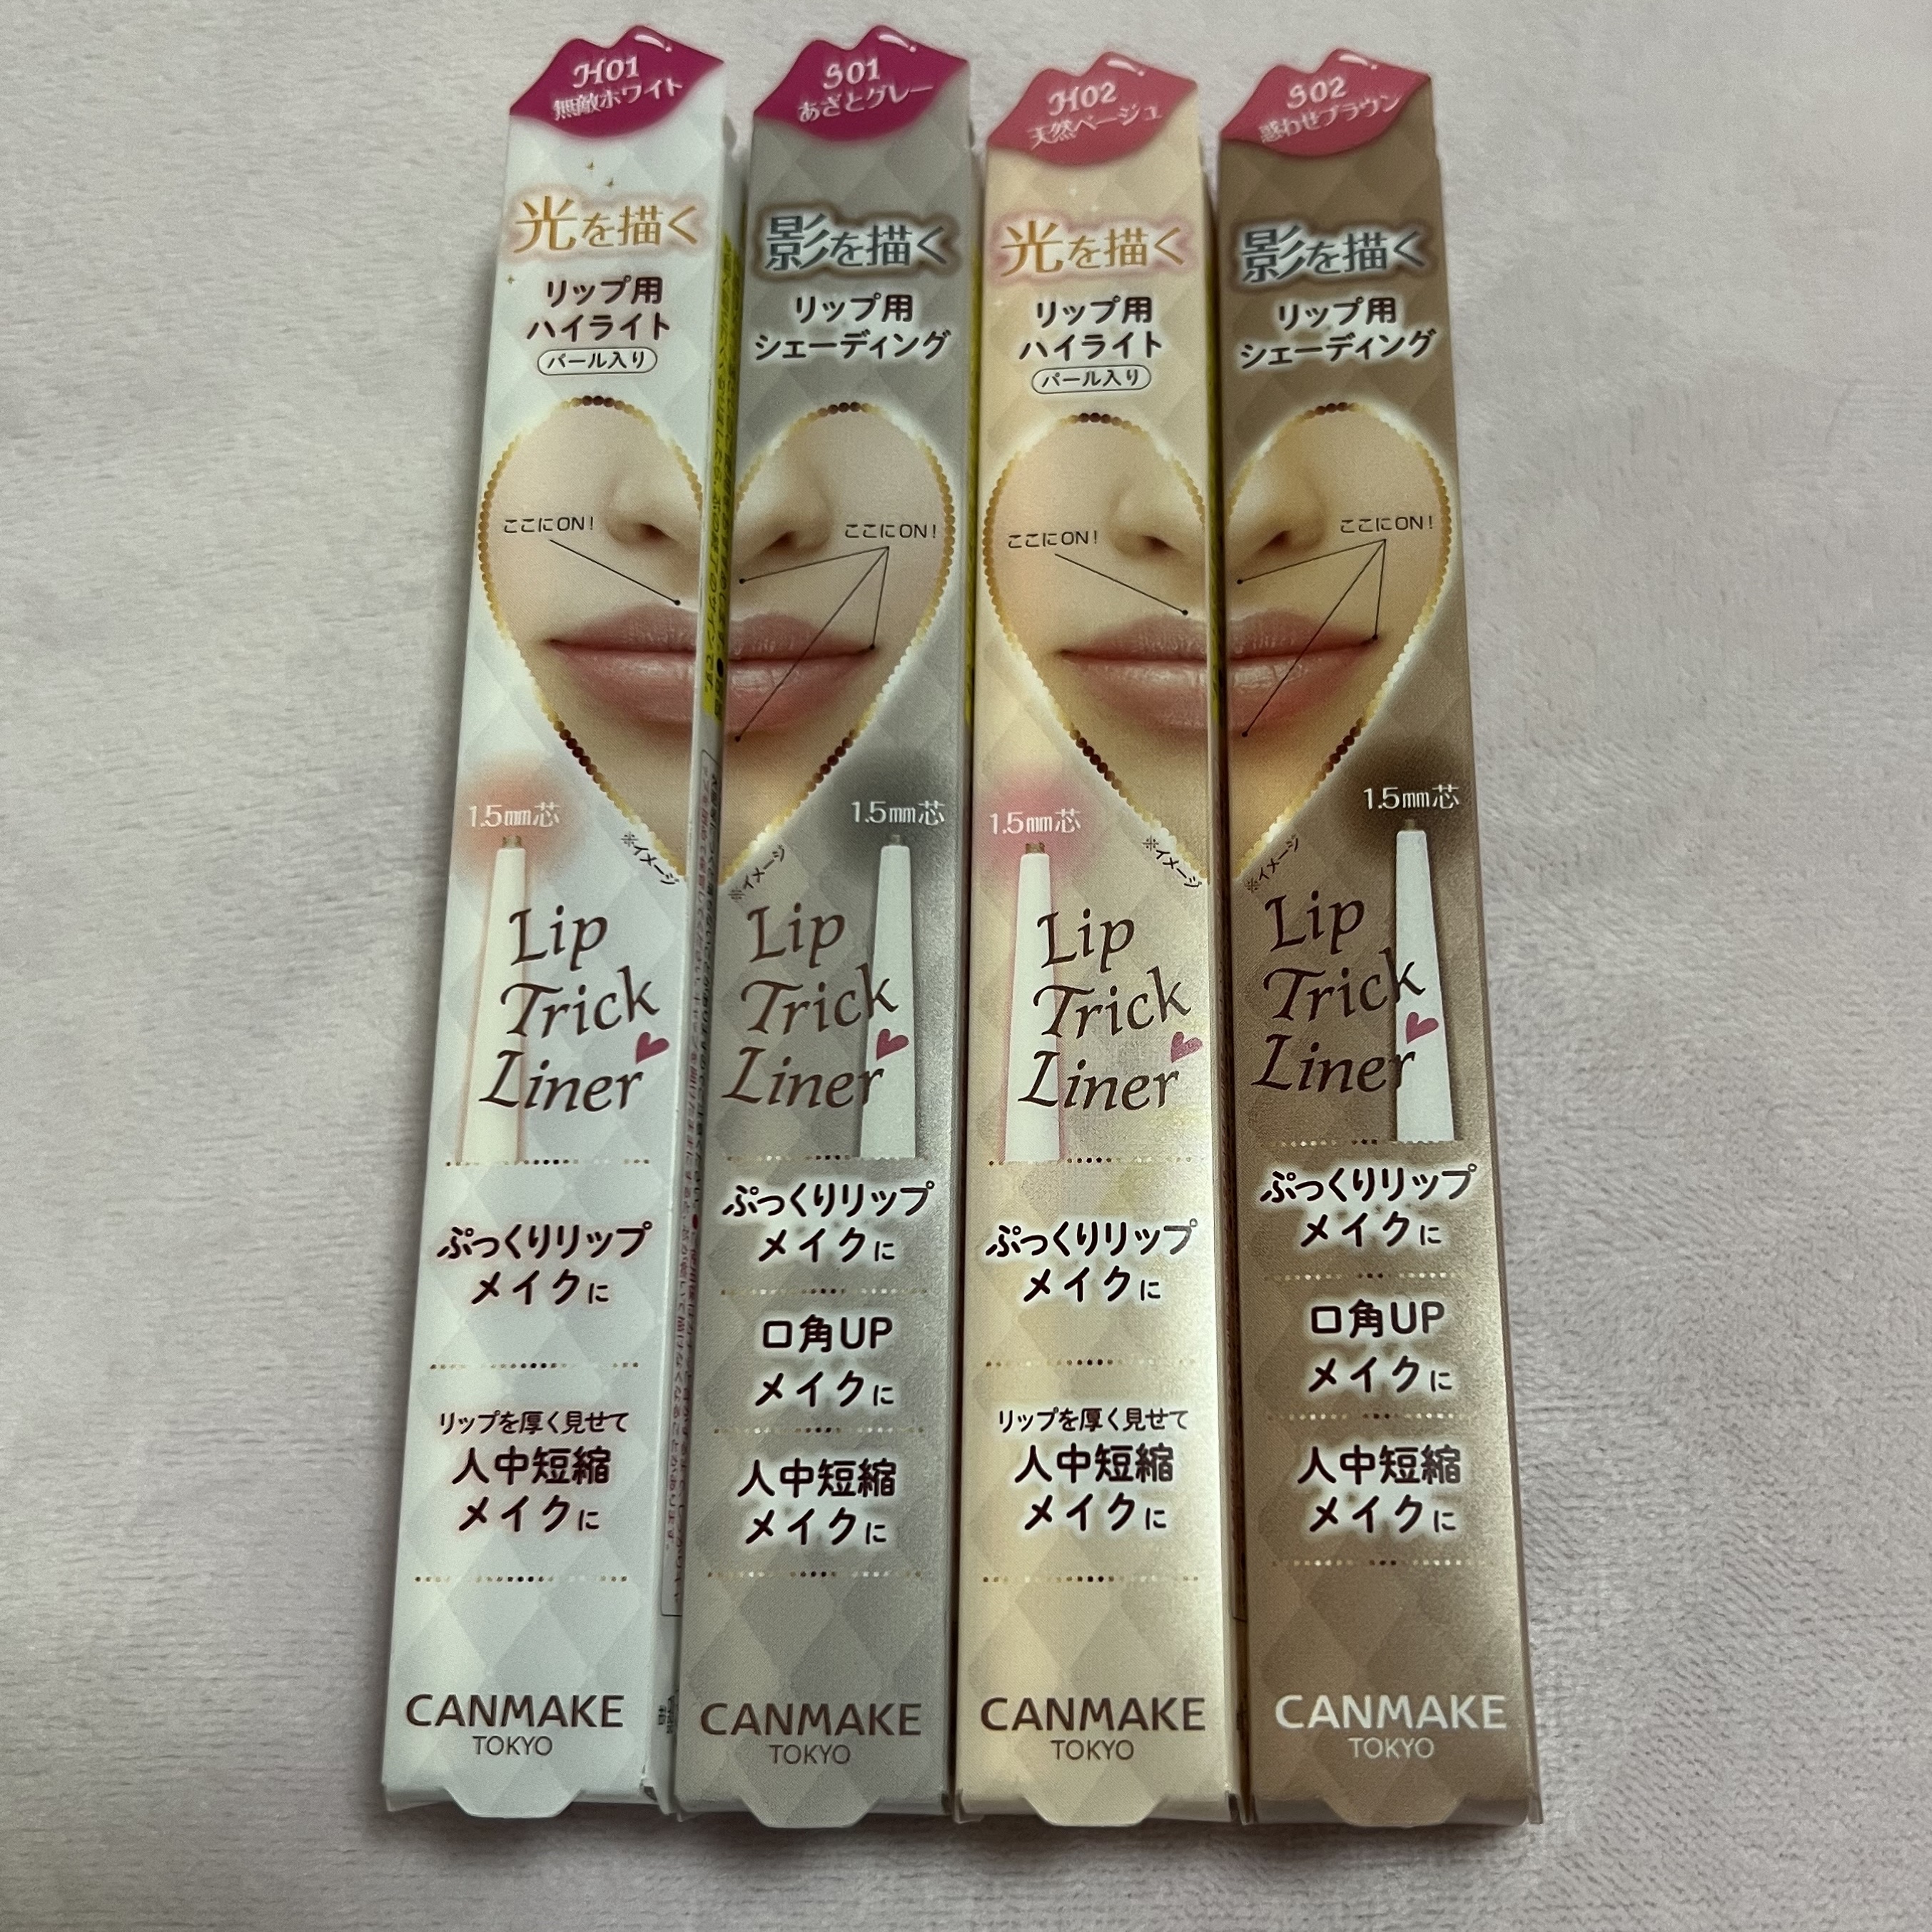 H01
無敵ホワイト
光を描く
リップ用
ハイライト
パール入り
ここにON!
1.5mm芯
※イメージ
Lip
Trick
Liner
ぷっくりリップ
メイクに
リップを厚く見せて
人中短縮
メイクに
CANMAKE
TOKYO
S01
あざとグレー
影を描く
リップ用
シェーディング
ここにON!
1.5mm芯
※イメージ
Lip
Trick
Liner
ぷっくりリップ
メイクに
口角UP
メイクに
人中短縮
メイクに
CANMAKE
TOKYO
H02
天然ベージュ
光を描く
リップ用
ハイライト
パール入り
ここにON!
1.5mm芯
※イメージ
Lip
Trick
Liner
ぷっくりリップ
メイクに
リップを厚く見せて
人中短縮
メイクに
CANMAKE
TOKYO
S02
惑わせブラウン
影を描く
リップ用
シェーディング
ここにON!
1.5mm芯
※イメージ
Lip
Trick
Liner
ぷっくりリップ
メイクに
口角UP
メイクに
人中短縮
メイクに
CANMAKE
TOKYO